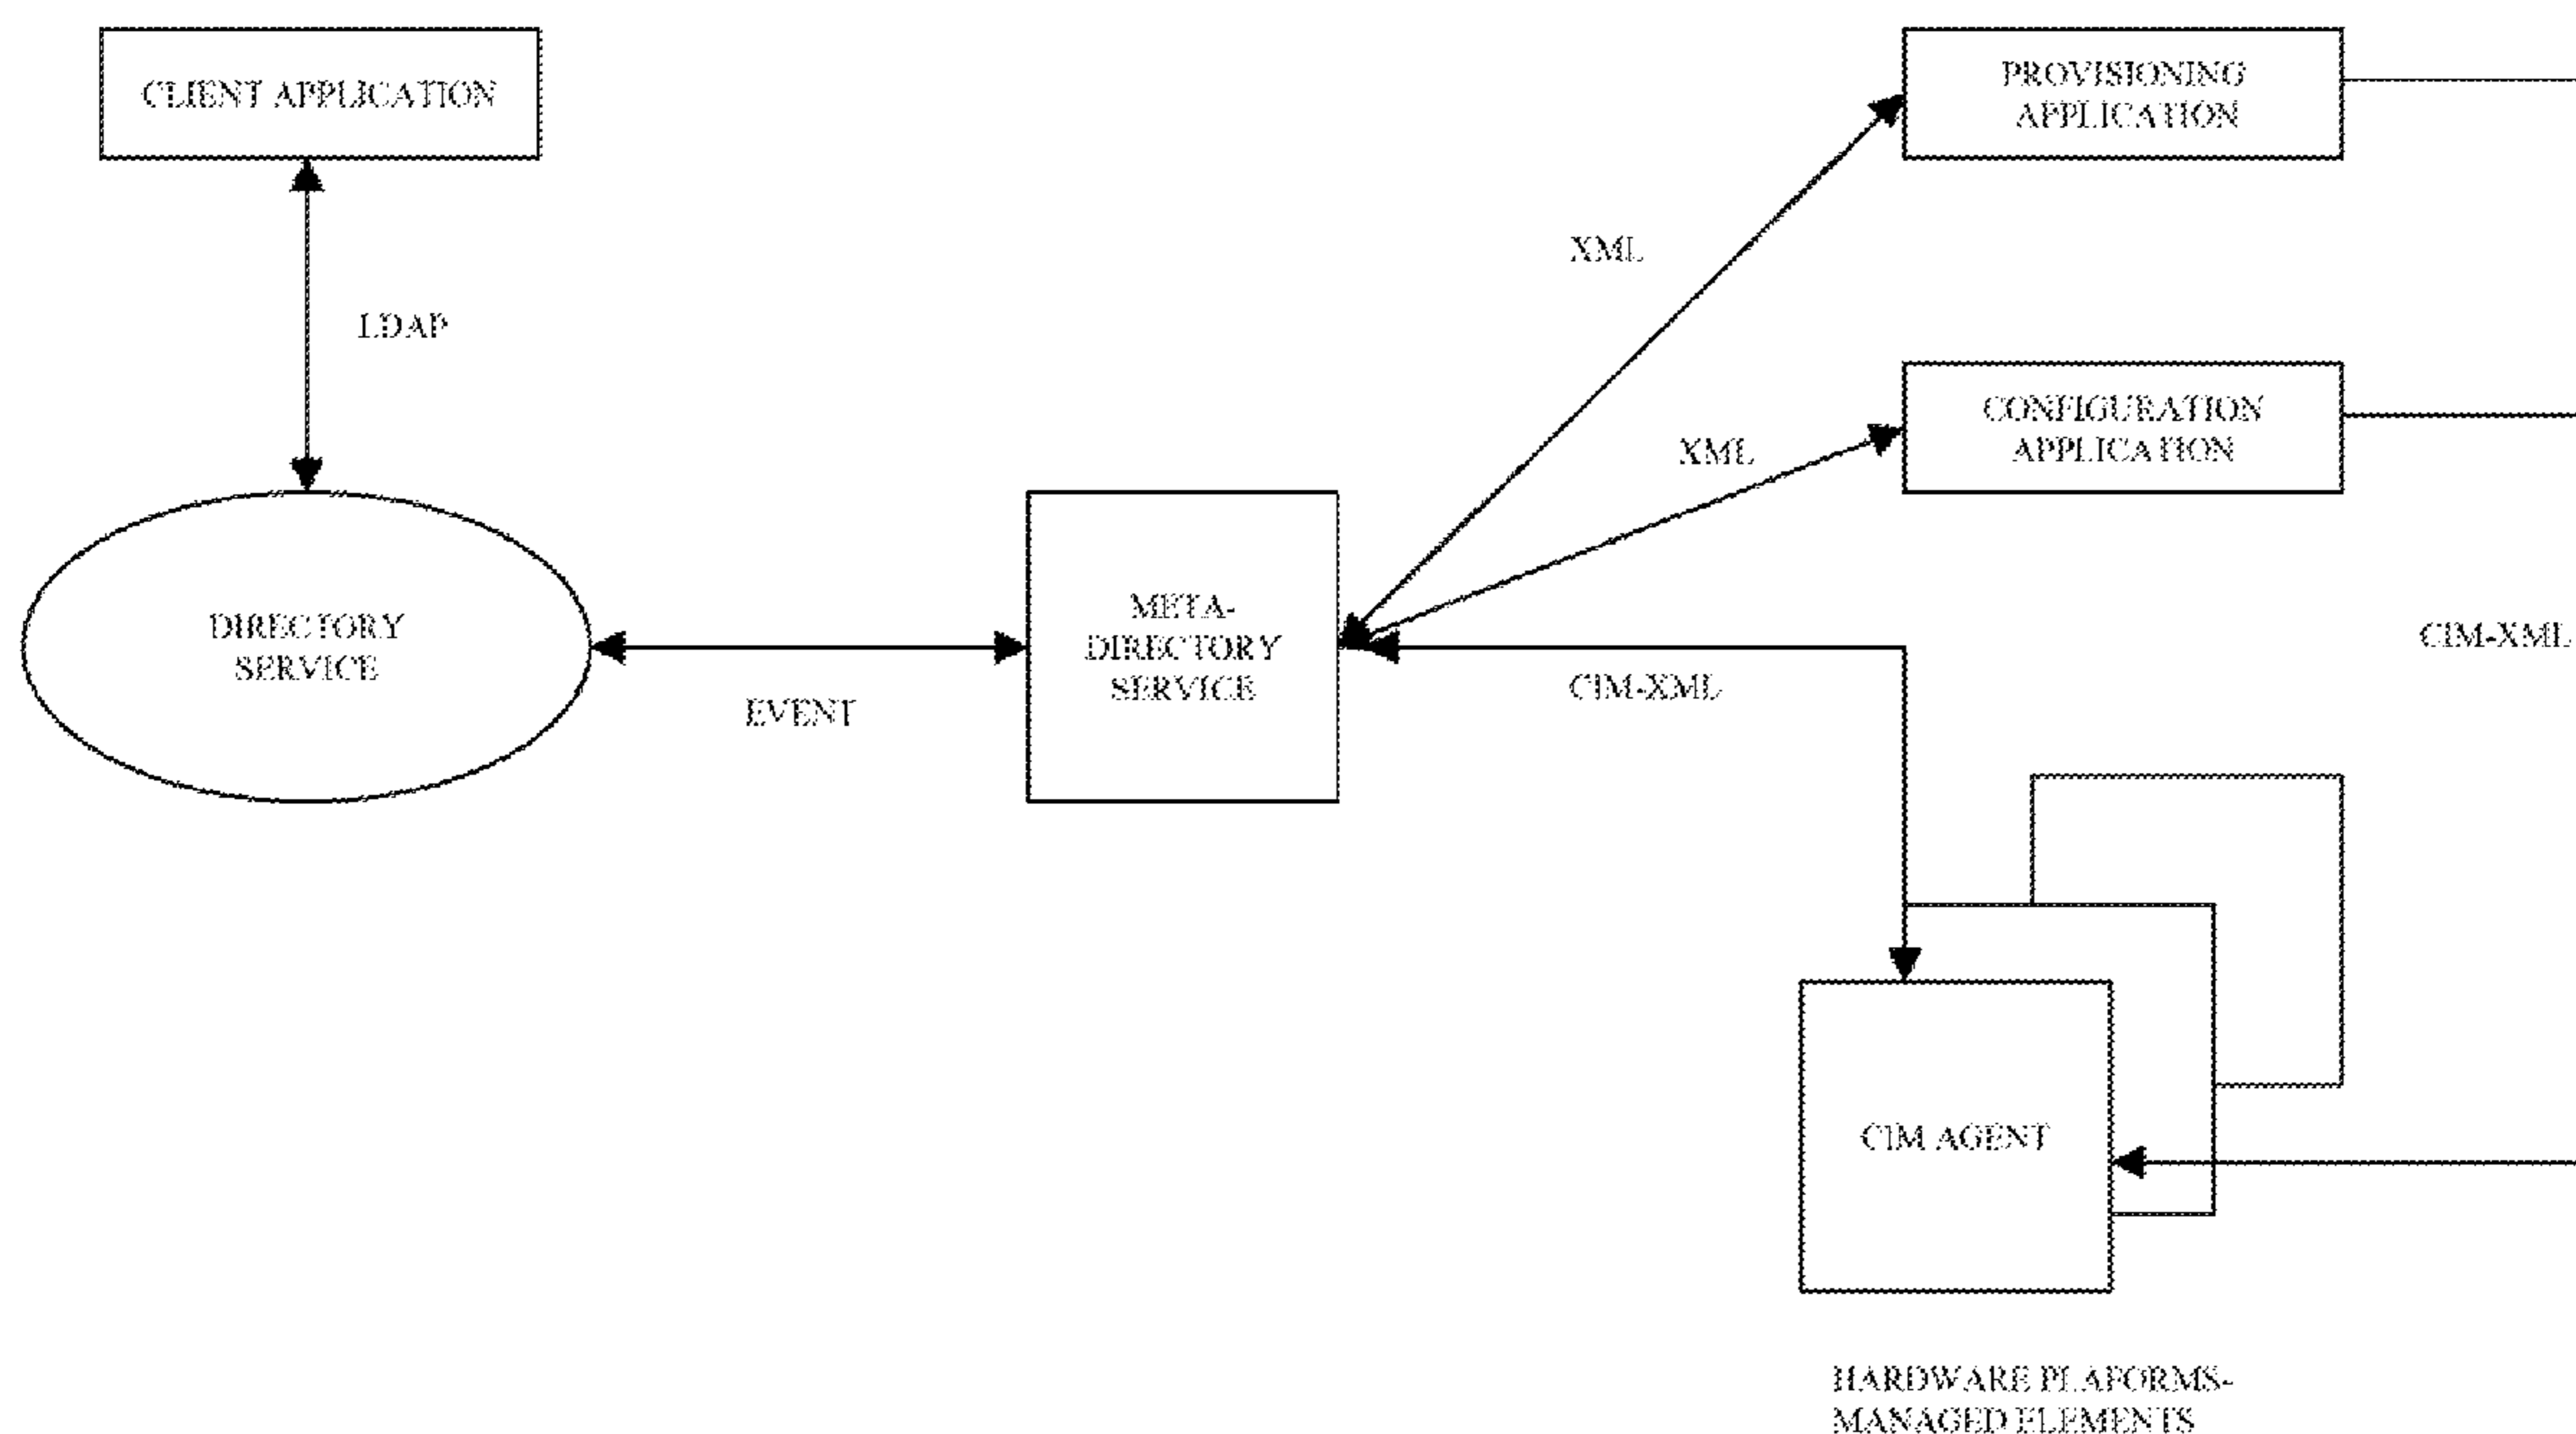 CLIENT APPLICATION
PROVISIONING
APPLICATION
XML
LDAP
CONFIGURATION
APPLICATION
XML
DIRECTORY
SERVICE
META-
DIRECTORY
SERVICE
EVENT
CIM-XML
CIM-XML
CIM AGENT
HARDWARE PLAFORMS-
MANAGED ELEMENTS